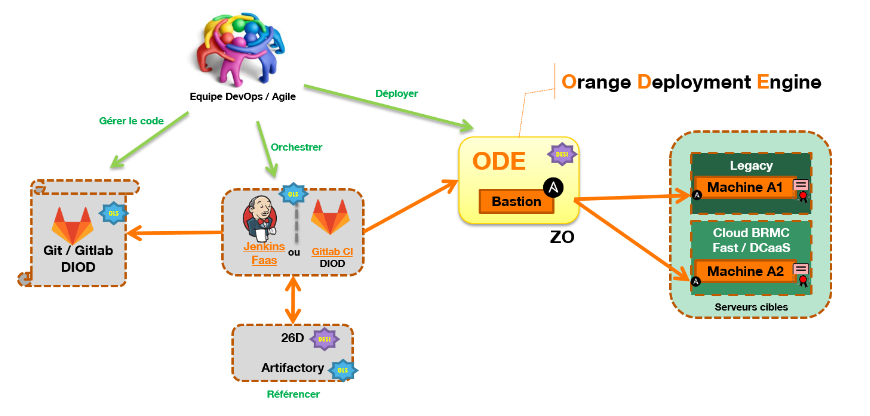 Equipe DevOps / Agile
Orange Deployment Engine
Gérer le code
Orchestrer
Déployer
ODE
DESI
Bastion
ZO
Legacy
Machine A1
Cloud BRMC
Fast / DCaaS
Machine A2
Serveurs cibles
OLS
Git / Gitlab
DIOD
OLS
Jenkins
Faas
ou
Gitlab CI
DIOD
26D
DESI
Artifactory
OLS
Référencer